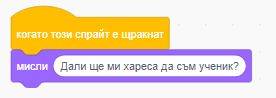 когато този спрайт е щракнат
мисли Дали ще ми хареса да съм ученик?